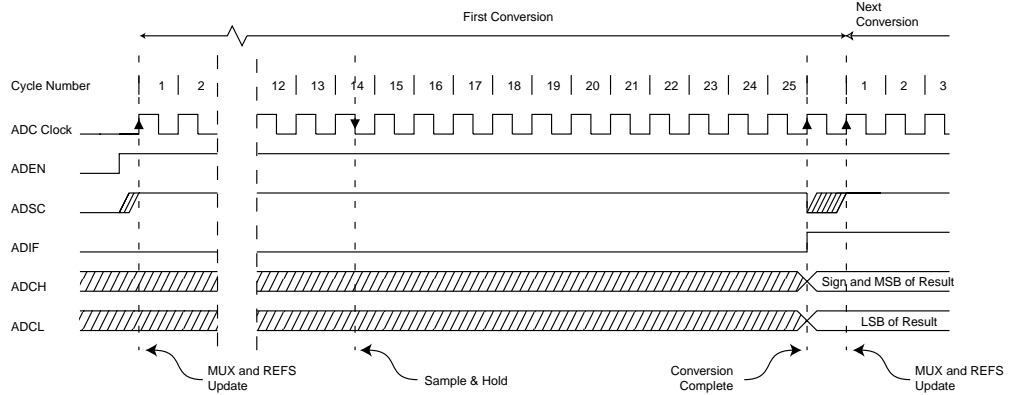 Next
First Conversion
Conversion
Cycle Number 1 2 12 13 14 15 16 17 18 19 20 21 22 23 24 25 1 2 3
ADC Clock
ADEN
ADSC
ADIF
ADCH Sign and MSB of Result
ADCL LSB of Result
MUX and REFS
Update
Sample & Hold
Conversion
Complete
MUX and REFS
Update